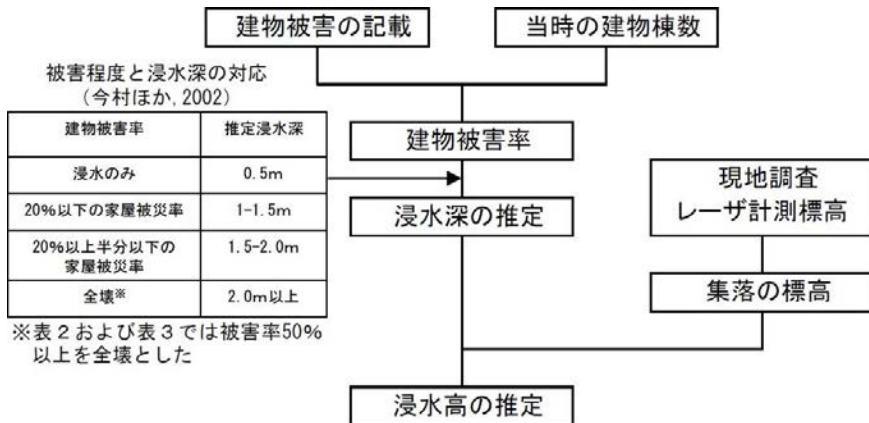 建物被害の記載
当時の建物棟数
被害程度と浸水深の対応
(今村ほか,2002)
建物被害率 推定浸水深
浸水のみ 0.5m
20%以下の家屋被災率 1-1.5m
20%以上半分以下の
家屋被災率 1.5-2.0m
全壊※ 2.0m以上
※表2および表3では被害率50%
以上を全壊とした
建物被害率
浸水深の推定
現地調査
レーザ計測標高
集落の標高
浸水高の推定